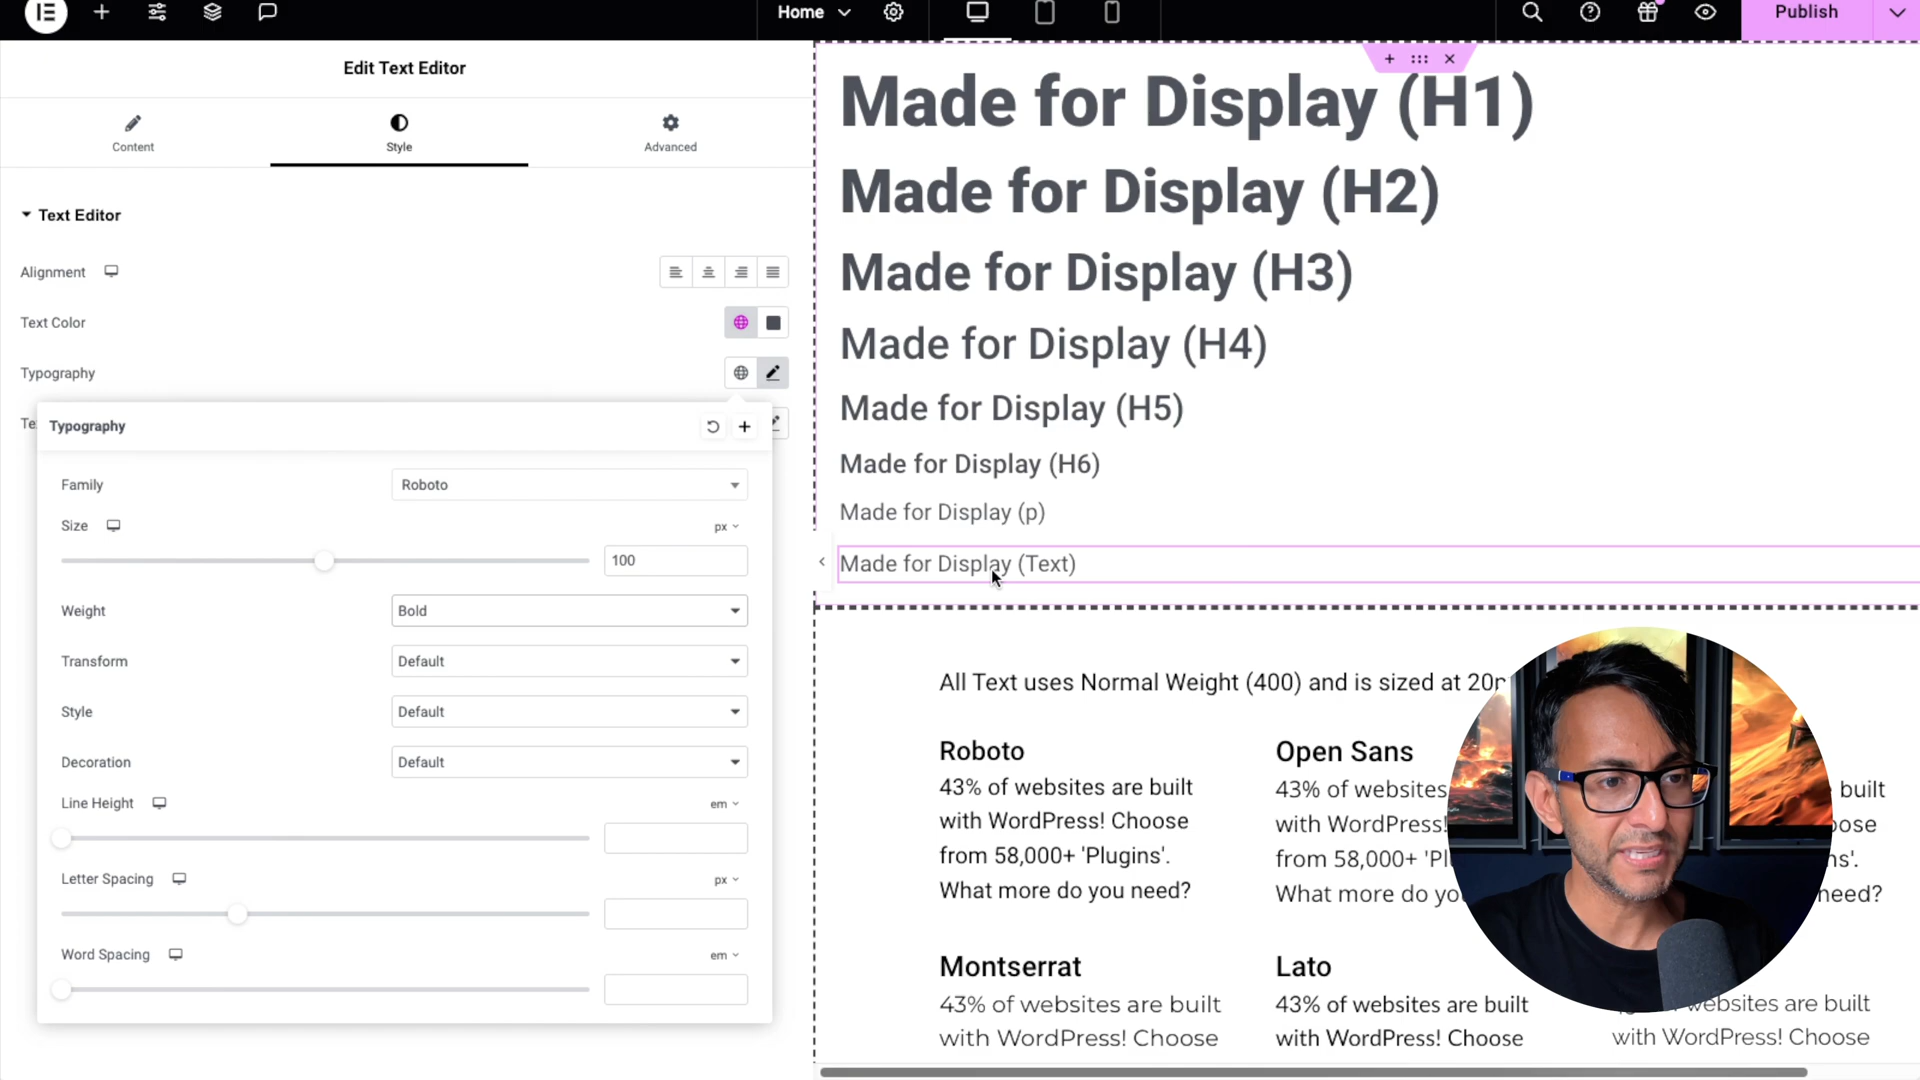 Home
Publish
Edit Text Editor
Content
Style
Advanced
Text Editor
Alignment
Text Color
Typography
Te
Typography
Family
Roboto
Size
px
100
Weight
Bold
Transform
Default
Style
Default
Decoration
Default
Line Height
em
Letter Spacing
px
Word Spacing
em
Made for Display (H1)
Made for Display (H2)
Made for Display (H3)
Made for Display (H4)
Made for Display (H5)
Made for Display (H6)
Made for Display (p)
Made for Display (Text)
All Text uses Normal Weight (400) and is sized at
Roboto
43% of websites are built
with WordPress! Choose
from 58,000+ 'Plugins'.
What more do you need?
Open Sans
43% of websites
with WordPress!
from 58,000+
What more do
built
need?
Montserrat
43% of websites are built
with WordPress! Choose
Lato
43% of websites are built
with WordPress! Choose
websites are built
with WordPress! Choose